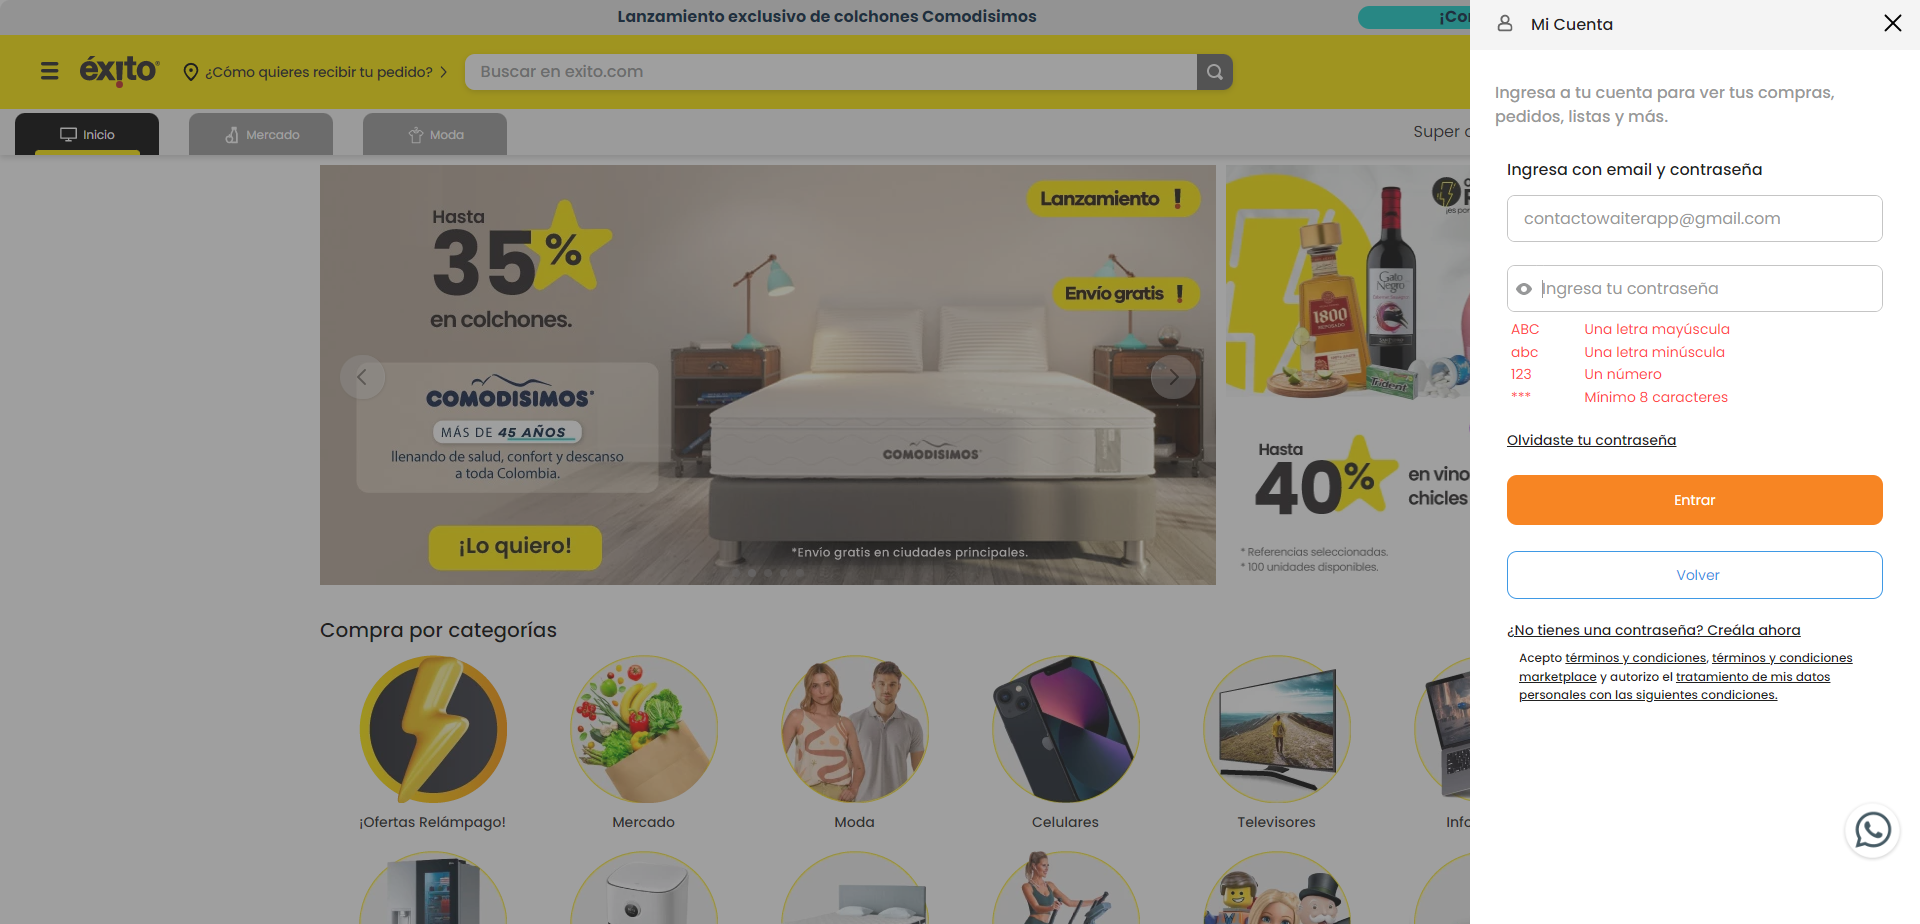 Lanzamiento exclusivo de colchones Comodisimos
éxito
¿Cómo quieres recibir tu pedido?
Buscar en exito.com
Inicio
Mercado
Moda
Hasta
35%
en colchones.
Lanzamiento !
Envío gratis !
COMODISIMOS
MÁS DE 45 AÑOS
llenando de salud, confort y descanso
a toda Colombia.
COMODISIMOS
¡Lo quiero!
*Envío gratis en ciudades principales.
Gato
Negro
1800
Trident
Hasta
40%
en vino
chicles
* Referencias seleccionadas.
* 100 unidades disponibles.
Compra por categorías
¡Ofertas Relámpago!
Mercado
Moda
Celulares
Televisores
Mi Cuenta
Ingresa a tu cuenta para ver tus compras,
pedidos, listas y más.
Ingresa con email y contraseña
contactowaiterapp@gmail.com
Ingresa tu contraseña
ABC Una letra mayúscula
abc Una letra minúscula
123 Un número
*** Mínimo 8 caracteres
Olvidaste tu contraseña
Entrar
Volver
¿No tienes una contraseña? Creála ahora
Acepto términos y condiciones, términos y condiciones
marketplace y autorizo el tratamiento de mis datos
personales con las siguientes condiciones.